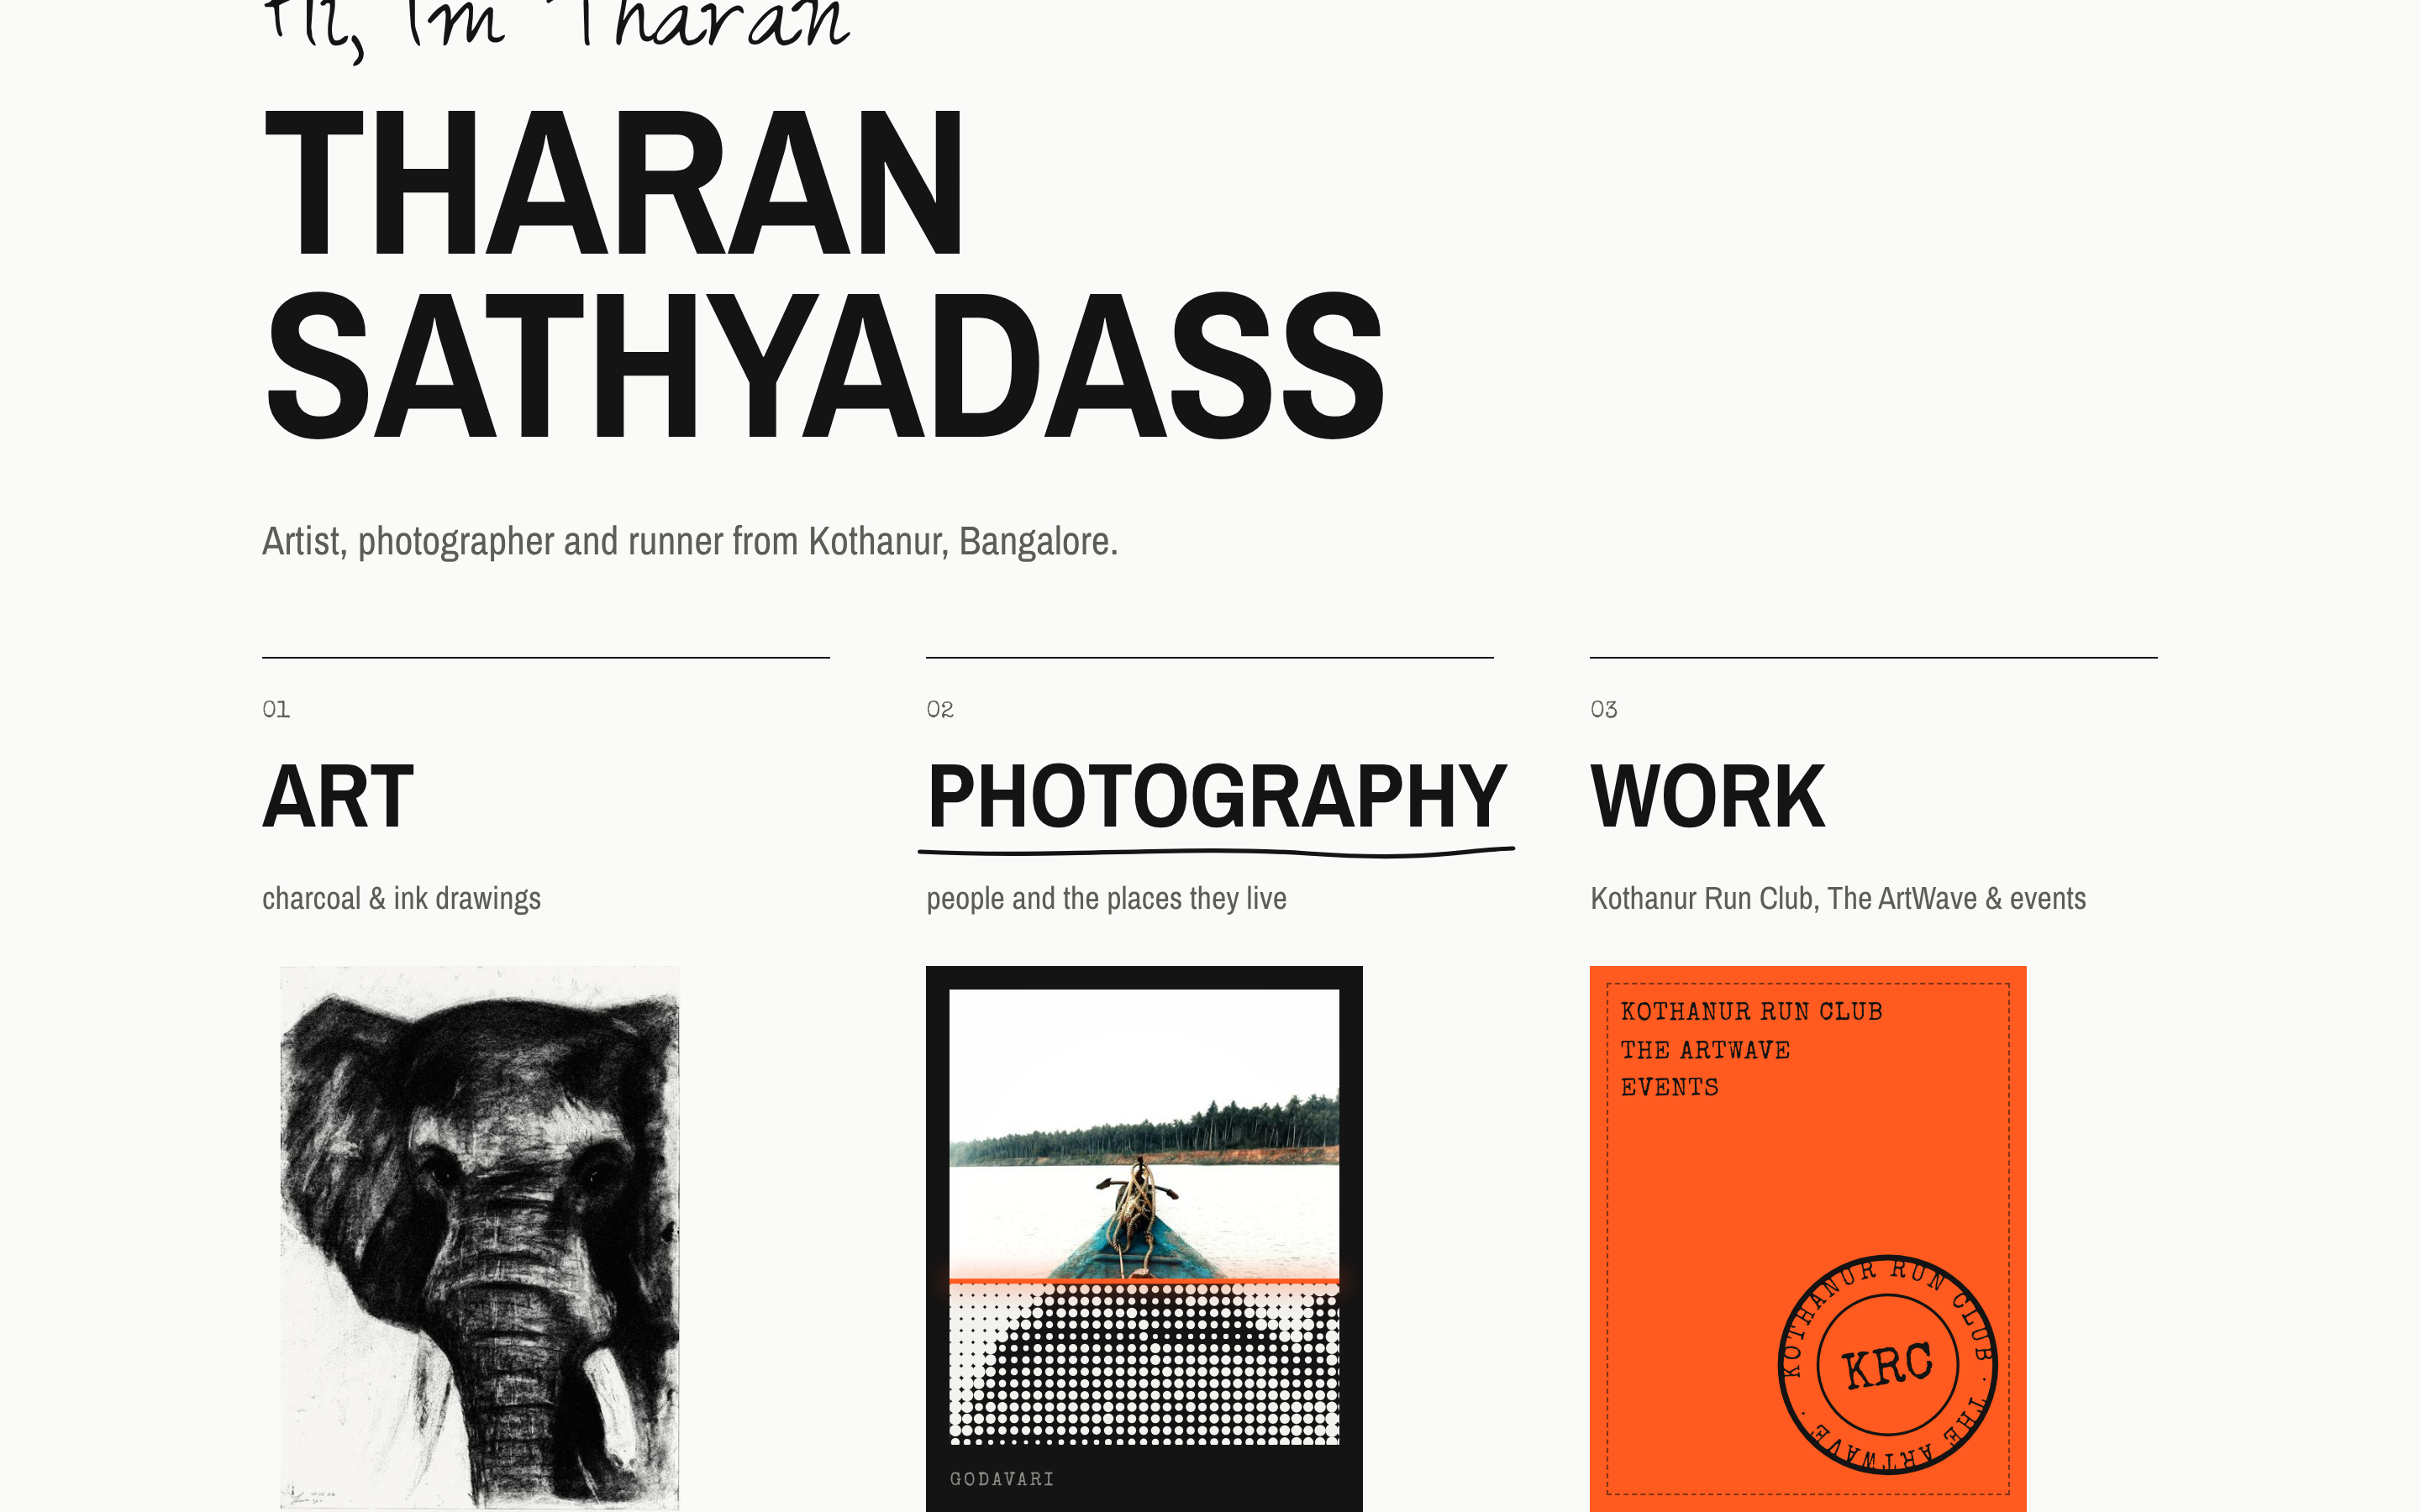 Hi, I'm Tharan
THARAN
SATHYADASS
Artist, photographer and runner from Kothanur, Bangalore.
01
ART
charcoal & ink drawings
02
PHOTOGRAPHY
people and the places they live
GODAVARI
03
WORK
Kothanur Run Club, The ArtWave & events
KOTHANUR RUN CLUB
THE ARTWAVE
EVENTS
KOTHANUR RUN CLUB · THE ARTWAVE ·
KRC